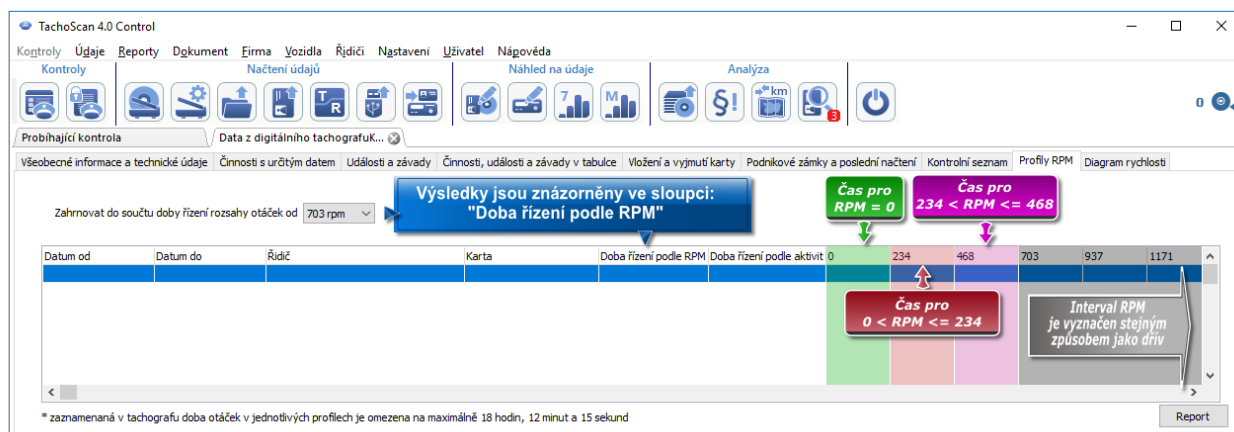 TachoScan 4.0 Control
Kontroly Údaje Reporty Dokument Firma Vozidla Řidiči Nastavení Uživatel Nápověda
Kontroly Načtení údajů Náhled na údaje Analýza
T R 7 M §! km 3 0
Probíhající kontrola Data z digitálního tachografuK...
Všeobecné informace a technické údaje Činnosti s určitým datem Události a závady Činnosti, události a závady v tabulce Vložení a vyjmutí karty Podnikové zámky a poslední načtení Kontrolní seznam Profily RPM Diagram rychlosti
Zahrnovat do součtu doby řízení rozsahy otáček od 703 rpm
Výsledky jsou znázorněny ve sloupci:
"Doba řízení podle RPM"
Čas pro
RPM = 0
Čas pro
234 < RPM <= 468
Datum od Datum do Řidič Karta Doba řízení podle RPM Doba řízení podle aktivit 0 234 468 703 937 1171
Čas pro
0 < RPM <= 234
Interval RPM
je vyznačen stejným
způsobem jako dřív
* zaznamenaná v tachografu doba otáček v jednotlivých profilech je omezena na maximálně 18 hodin, 12 minut a 15 sekund
Report